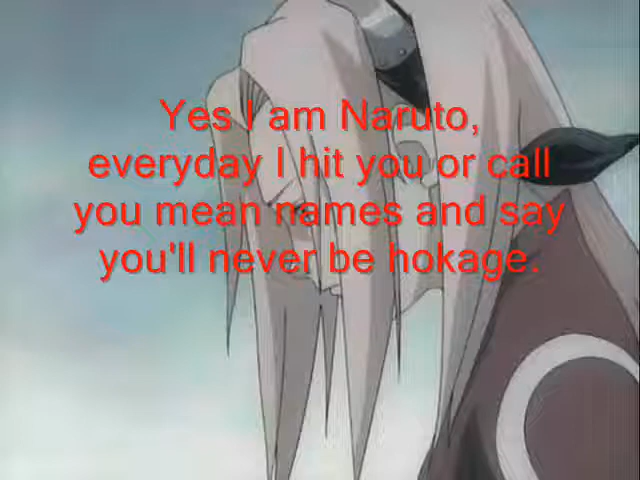 Yes I am Naruto,
everyday I hit you or call
you mean names and say
you'll never be hokage.